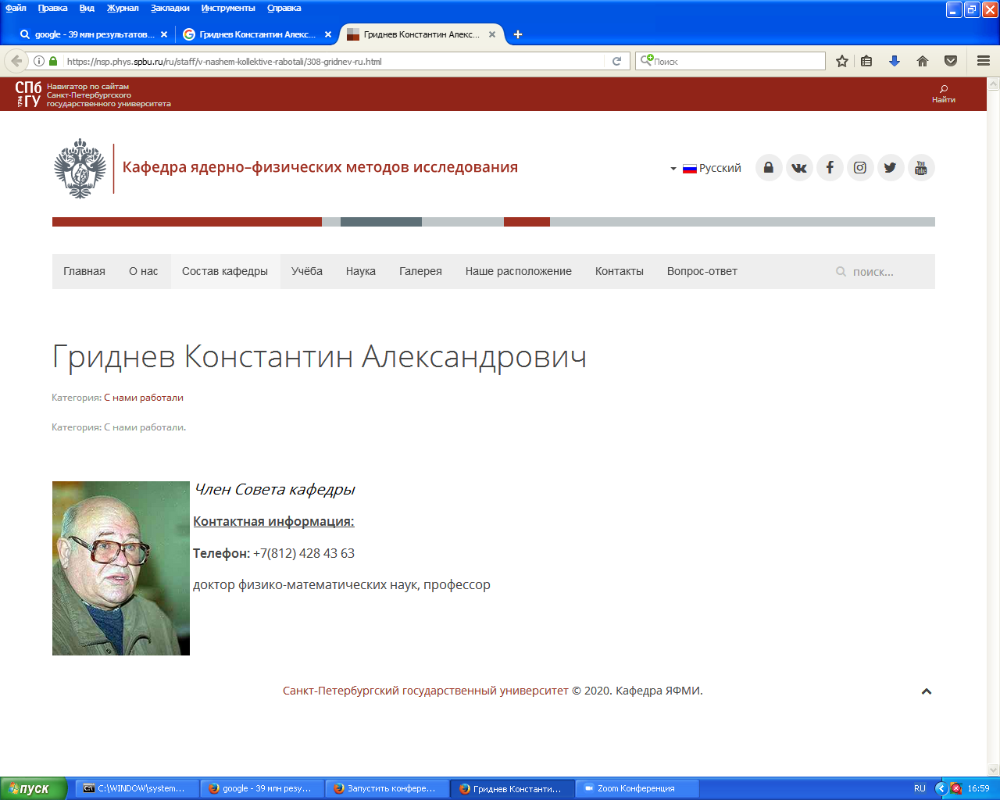 Файл Правка Вид Журнал Закладки Инструменты Справка
google - 39 млн результатов...
Гриднев Константин Алекс...
Гриднев Константин Алекс...
https://nsp.phys.spbu.ru/ru/staff/v-nashem-kollektive-rabotali/308-gridnev-ru.html
Поиск
СПб
ГУ
1724
Навигатор по сайтам
Санкт-Петербургского
государственного университета
Найти
Кафедра ядерно–физических методов исследования
Русский
You
Tube
Главная О нас Состав кафедры Учёба Наука Галерея Наше расположение Контакты Вопрос-ответ поиск...
Гриднев Константин Александрович
Категория: С нами работали
Категория: С нами работали.
Член Совета кафедры
Контактная информация:
Телефон: +7(812) 428 43 63
доктор физико-математических наук, профессор
Санкт-Петербургский государственный университет © 2020. Кафедра ЯФМИ.
пуск
C:\WINDOW\system...
google - 39 млн резу...
Запустить конфере...
Гриднев Константи...
Zoom Конференция
RU
16:59